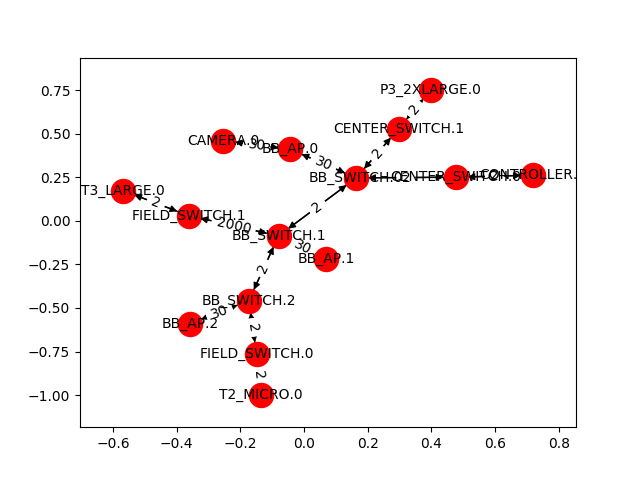 0.75
0.50
0.25
0.00
−0.25
−0.50
−0.75
−1.00
P3_2XLARGE.0
2
CENTER_SWITCH.1
CAMERA.0
30
BB_AP.0
2
30
BB_SWITCH.0
2
CENTER_SWITCH.0
2
CONTROLLER.
T3_LARGE.0
2
FIELD_SWITCH.1
2000
2
BB_SWITCH.1
30
BB_AP.1
2
BB_SWITCH.2
30
BB_AP.2
2
FIELD_SWITCH.0
2
T2_MICRO.0
−0.6
−0.4
−0.2
0.0
0.2
0.4
0.6
0.8